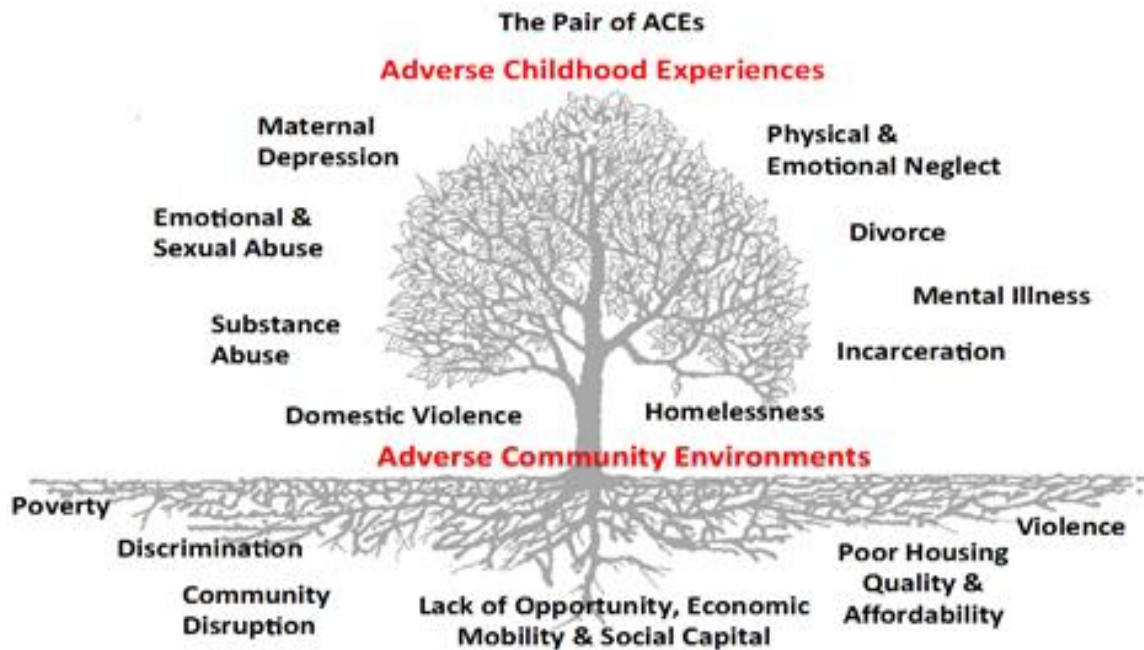 The Pair of ACEs
Adverse Childhood Experiences
Maternal
Depression
Physical &
Emotional Neglect
Emotional &
Sexual Abuse
Divorce
Mental Illness
Substance
Abuse
Incarceration
Domestic Violence
Homelessness
Adverse Community Environments
Poverty
Violence
Discrimination
Poor Housing
Quality &
Affordability
Community
Disruption
Lack of Opportunity, Economic
Mobility & Social Capital